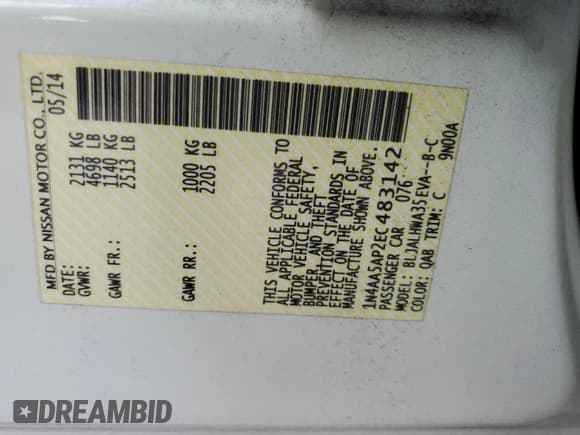 MFD BY NISSAN MOTOR CO., LTD.
DATE: 05/14
GVWR: 2131 KG
4698 LB
GAWR FR.: 1140 KG
2513 LB
GAWR RR.: 1000 KG
2205 LB
THIS VEHICLE CONFORMS TO
ALL APPLICABLE FEDERAL
MOTOR VEHICLE SAFETY,
BUMPER, AND THEFT
PREVENTION STANDARDS IN
EFFECT ON THE DATE OF
MANUFACTURE SHOWN ABOVE.
1N4AA5AP2EC483142
PASSENGER CAR 076
MODEL: BLJALHWA35EVA--B-C
COLOR: QAB TRIM: C 9N00A
DREAMBID